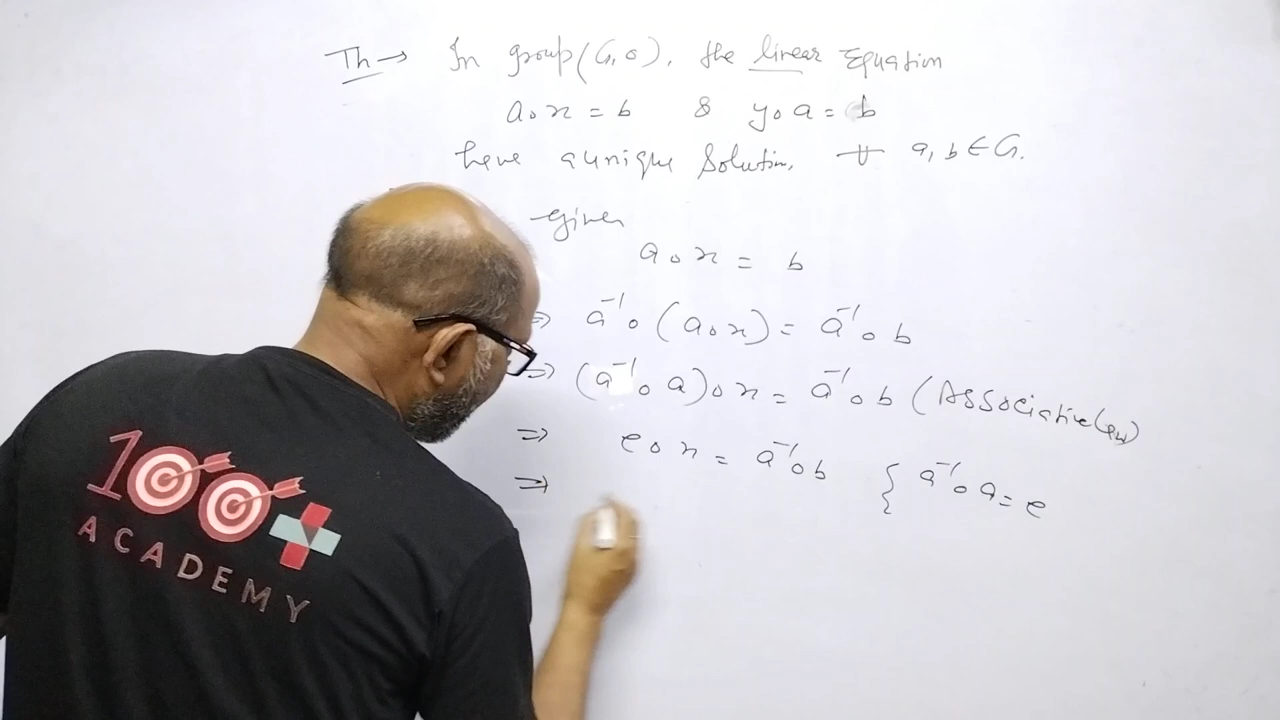 Th → In group (G, o), the linear Equation
a o x = b & y o a = b
have a unique Solution, ∀ a, b ∈ G.
Given
a o x = b
⇒ a⁻¹ o (a o x) = a⁻¹ o b
⇒ (a⁻¹ o a) o x = a⁻¹ o b (Associative
⇒ e o x = a⁻¹ o b { a⁻¹ o a = e
⇒
100+
ACADEMY